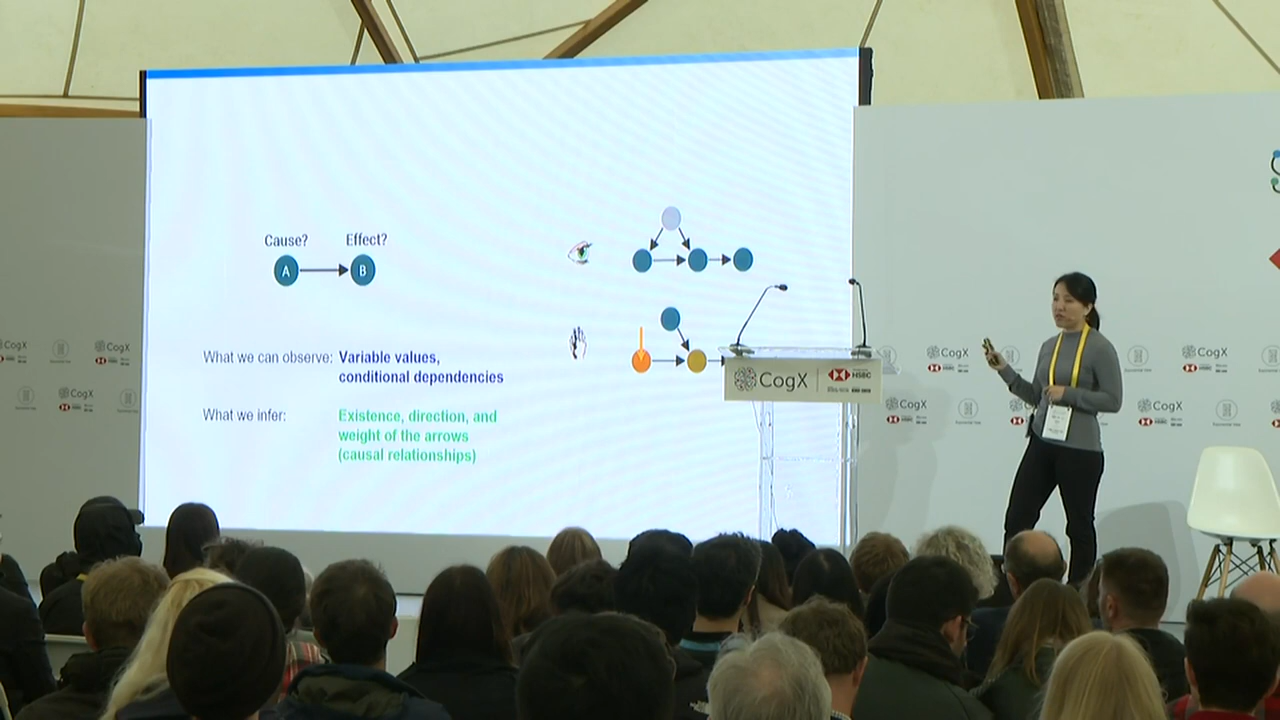 Cause? Effect?
A B
What we can observe: Variable values,
conditional dependencies
What we infer: Existence, direction, and
weight of the arrows
(causal relationships)
CogX HSBC
CogX
CogX
CogX
CogX
CogX
CogX
CogX